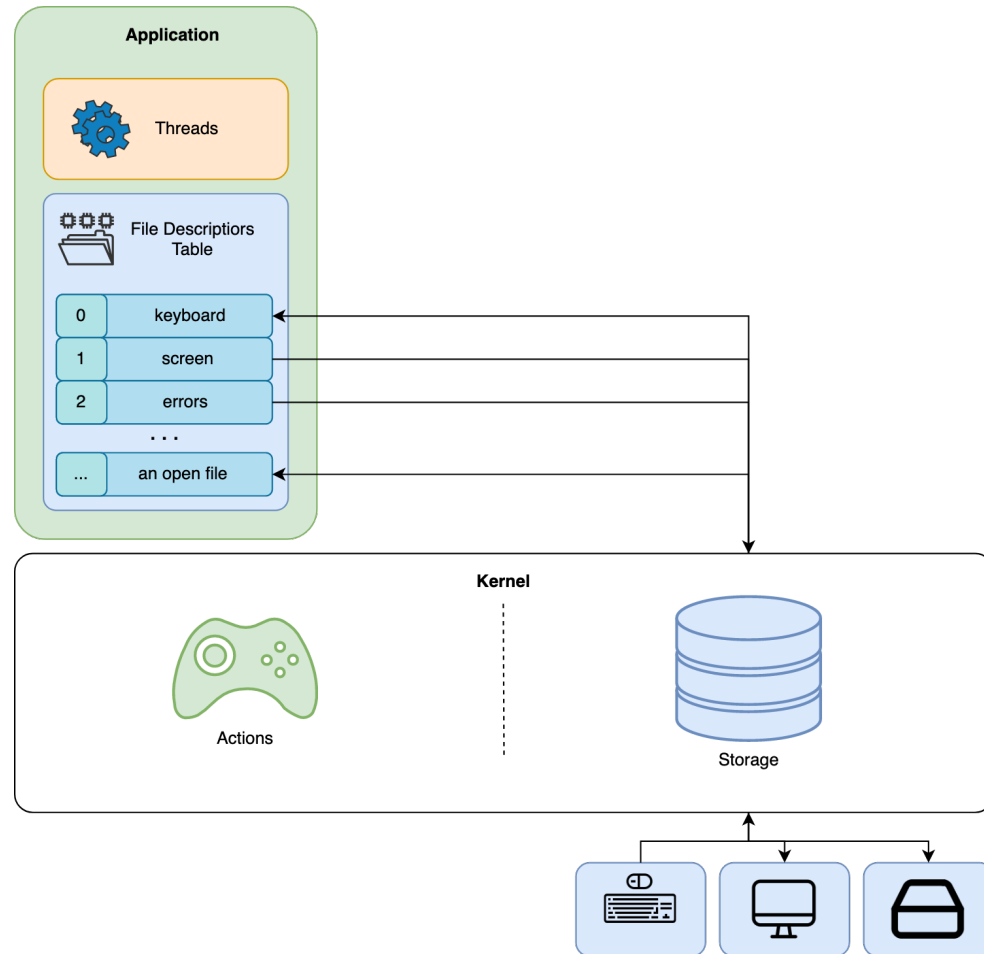 Application
Threads
File Descriptiors
Table
0 keyboard
1 screen
2 errors
. . .
... an open file
Kernel
Actions
Storage